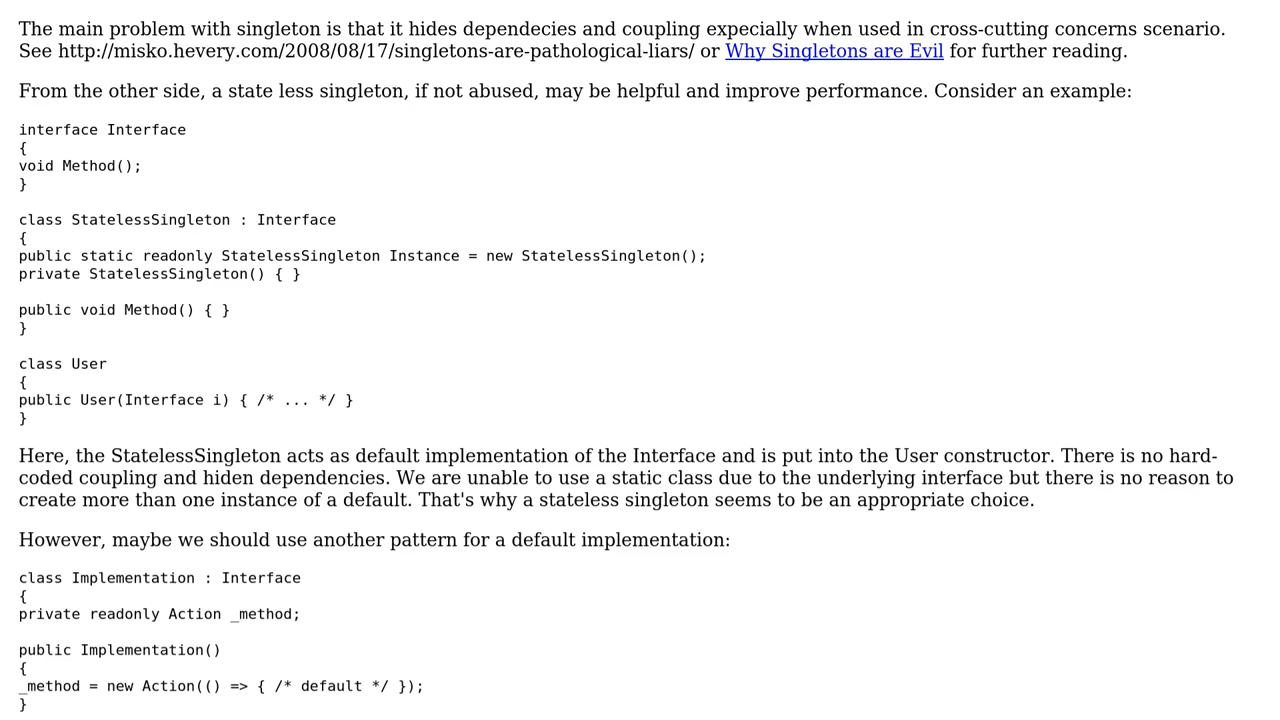 The main problem with singleton is that it hides dependecies and coupling expecially when used in cross-cutting concerns scenario.
See http://misko.hevery.com/2008/08/17/singletons-are-pathological-liars/ or Why Singletons are Evil for further reading.
From the other side, a state less singleton, if not abused, may be helpful and improve performance. Consider an example:
interface Interface
{
void Method();
}
class StatelessSingleton : Interface
{
public static readonly StatelessSingleton Instance = new StatelessSingleton();
private StatelessSingleton() { }
public void Method() { }
}
class User
{
public User(Interface i) { /* ... */ }
}
Here, the StatelessSingleton acts as default implementation of the Interface and is put into the User constructor. There is no hard-
coded coupling and hiden dependencies. We are unable to use a static class due to the underlying interface but there is no reason to
create more than one instance of a default. That's why a stateless singleton seems to be an appropriate choice.
However, maybe we should use another pattern for a default implementation:
class Implementation : Interface
{
private readonly Action _method;
public Implementation()
{
_method = new Action(() => { /* default */ });
}